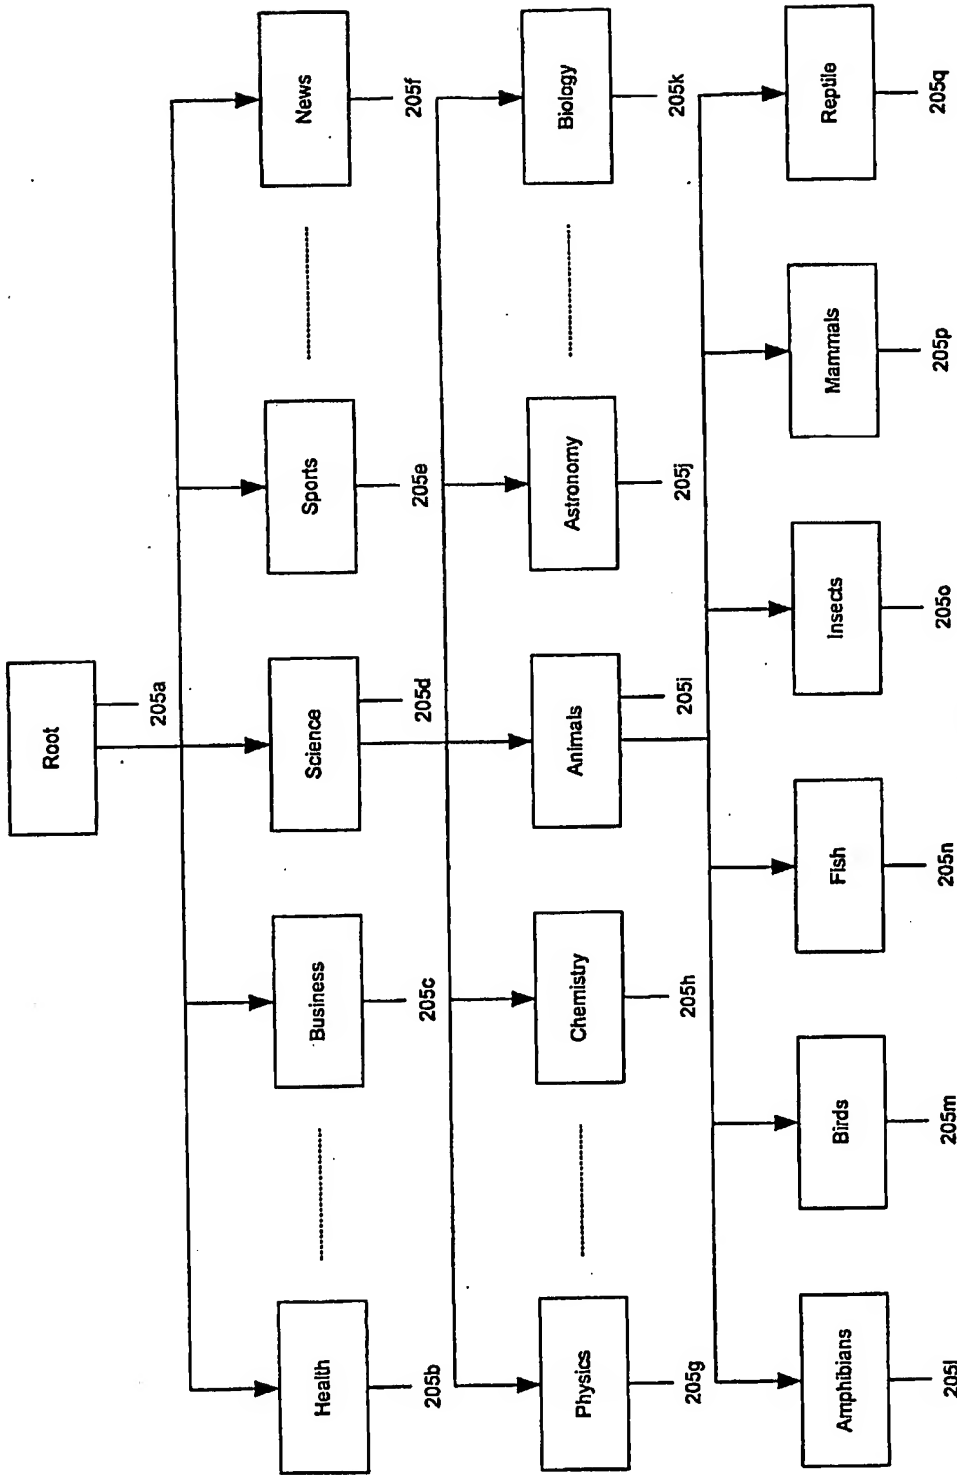 Root
205a
Health
Business
Science
Sports
News
205b
205c
205d
205e
205f
Physics
Chemistry
Animals
Astronomy
Biology
205g
205h
205i
205j
205k
Amphibians
Birds
Fish
Insects
Mammals
Reptile
205l
205m
205n
205o
205p
205q